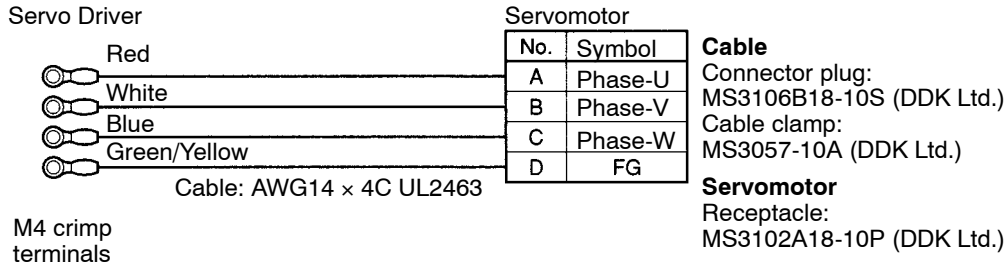 Servo Driver
Servomotor
No. Symbol
Red
A Phase-U
White
B Phase-V
Blue
C Phase-W
Green/Yellow
D FG
Cable: AWG14 × 4C UL2463
M4 crimp
terminals
Cable
Connector plug:
MS3106B18-10S (DDK Ltd.)
Cable clamp:
MS3057-10A (DDK Ltd.)
Servomotor
Receptacle:
MS3102A18-10P (DDK Ltd.)